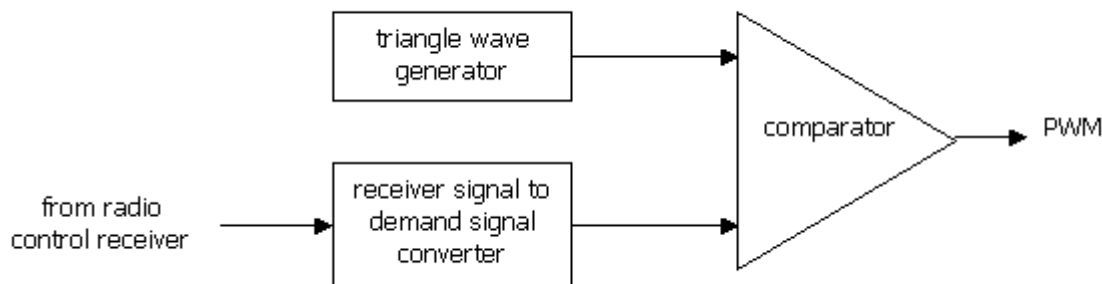 triangle wave
generator
comparator
PWM
from radio
control receiver
receiver signal to
demand signal
converter